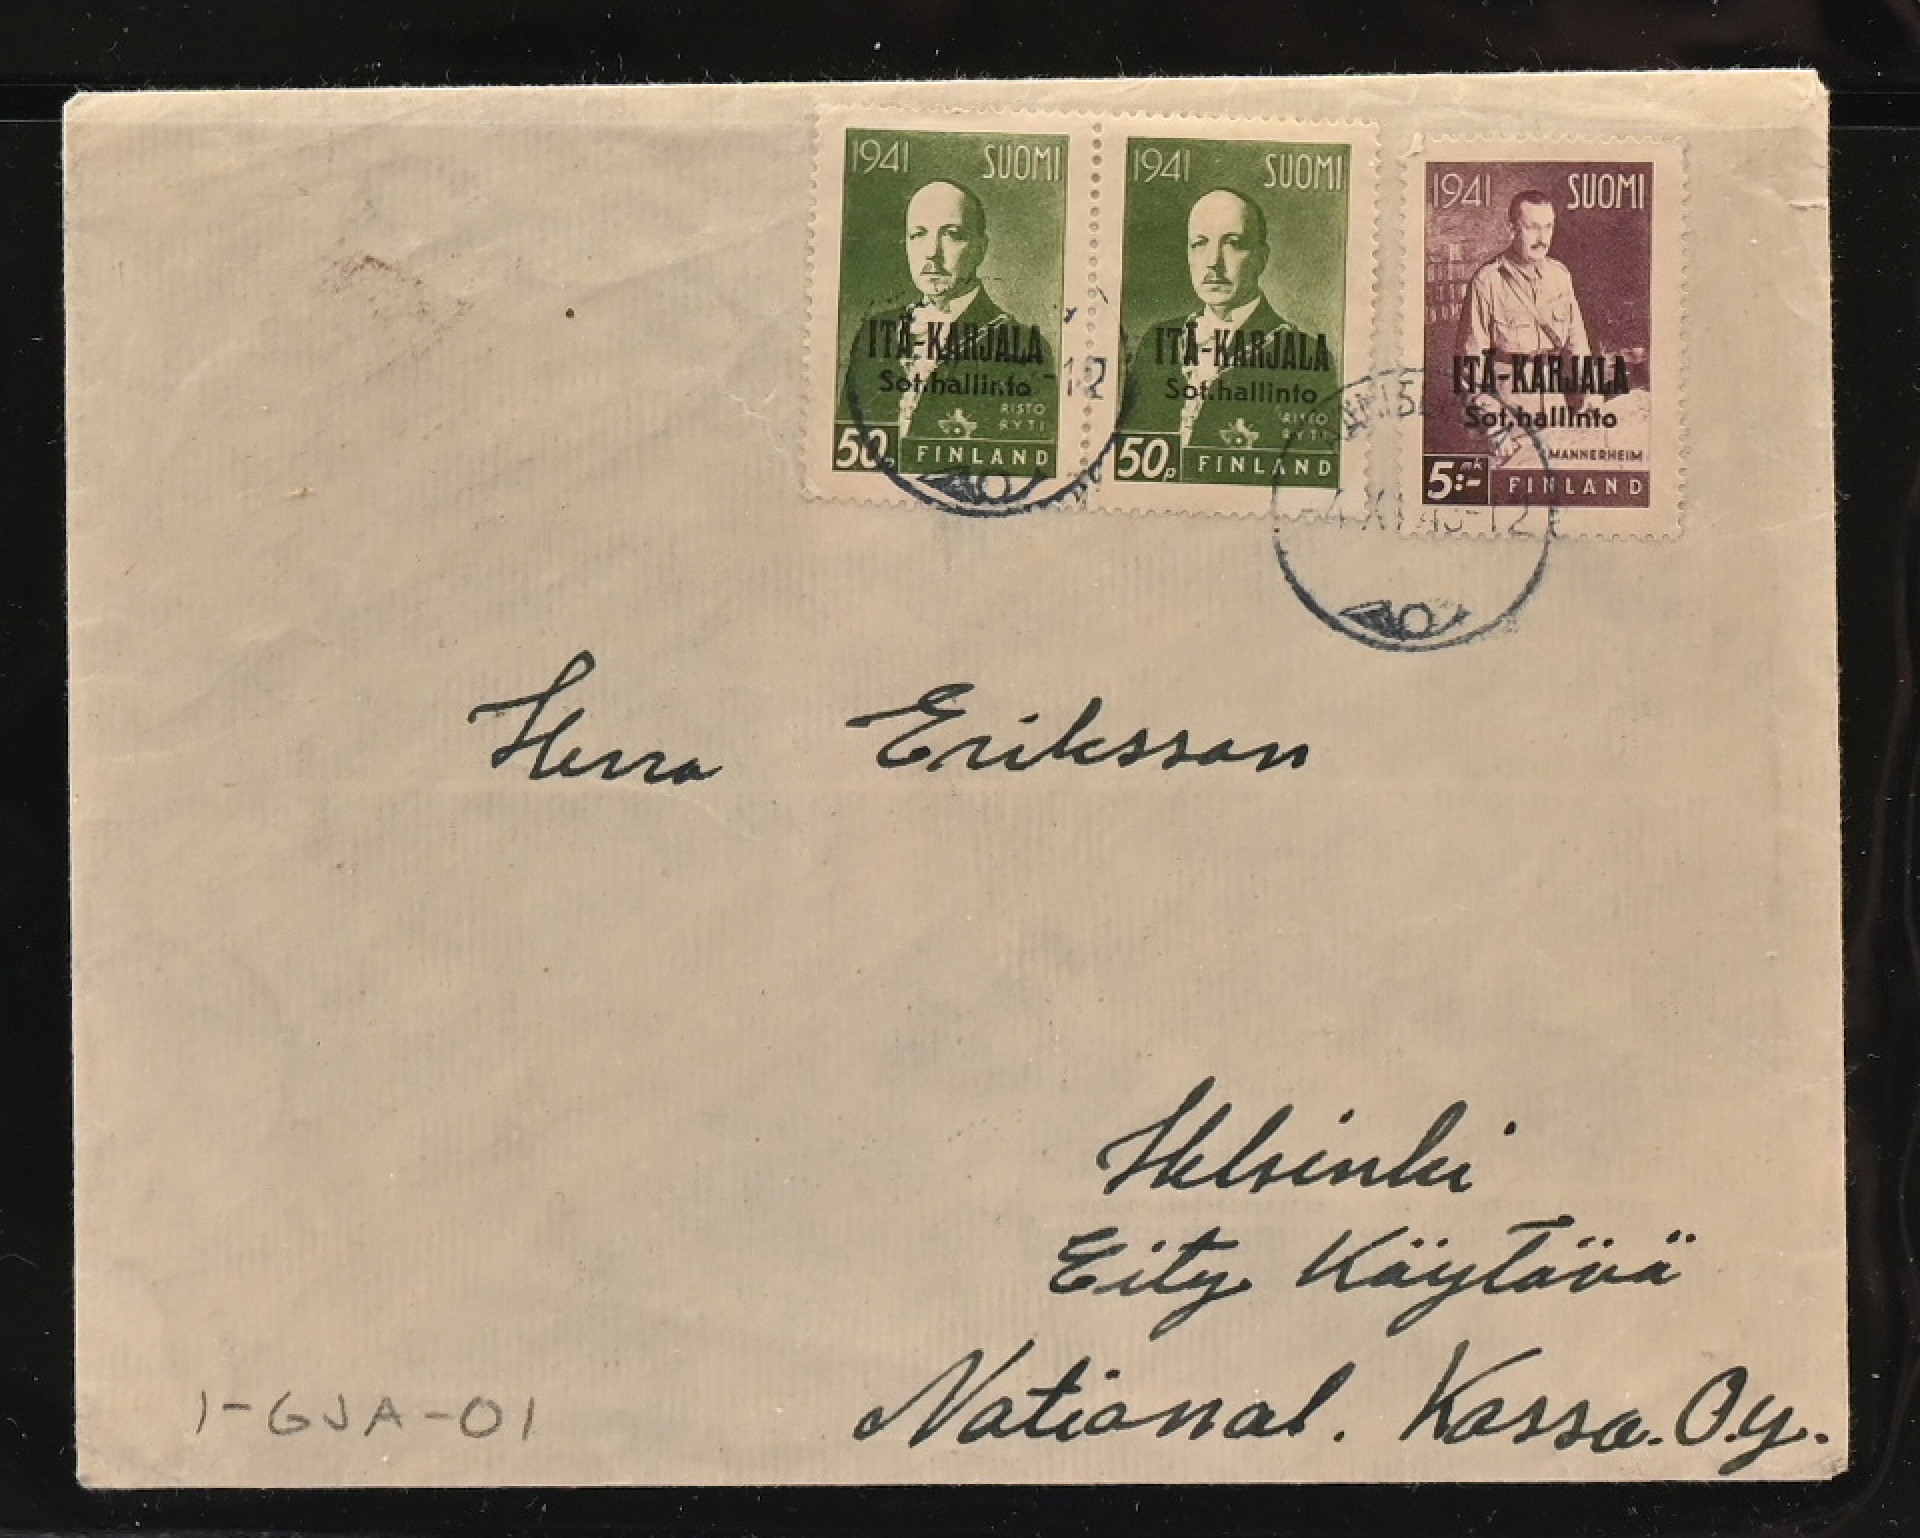 1941 SUOMI
ITÄ-KARJALA
Sot.hallinto
RISTO
RYTI
50p FINLAND
1941 SUOMI
ITÄ-KARJALA
Sot.hallinto
RISTO
RYTI
50p FINLAND
1941 SUOMI
ITÄ-KARJALA
Sot.hallinto
MANNERHEIM
5:- mk FINLAND
Herra Eriksson
Helsinki
City Käytävä
National. Kassa. O.y.
1-GJA-01